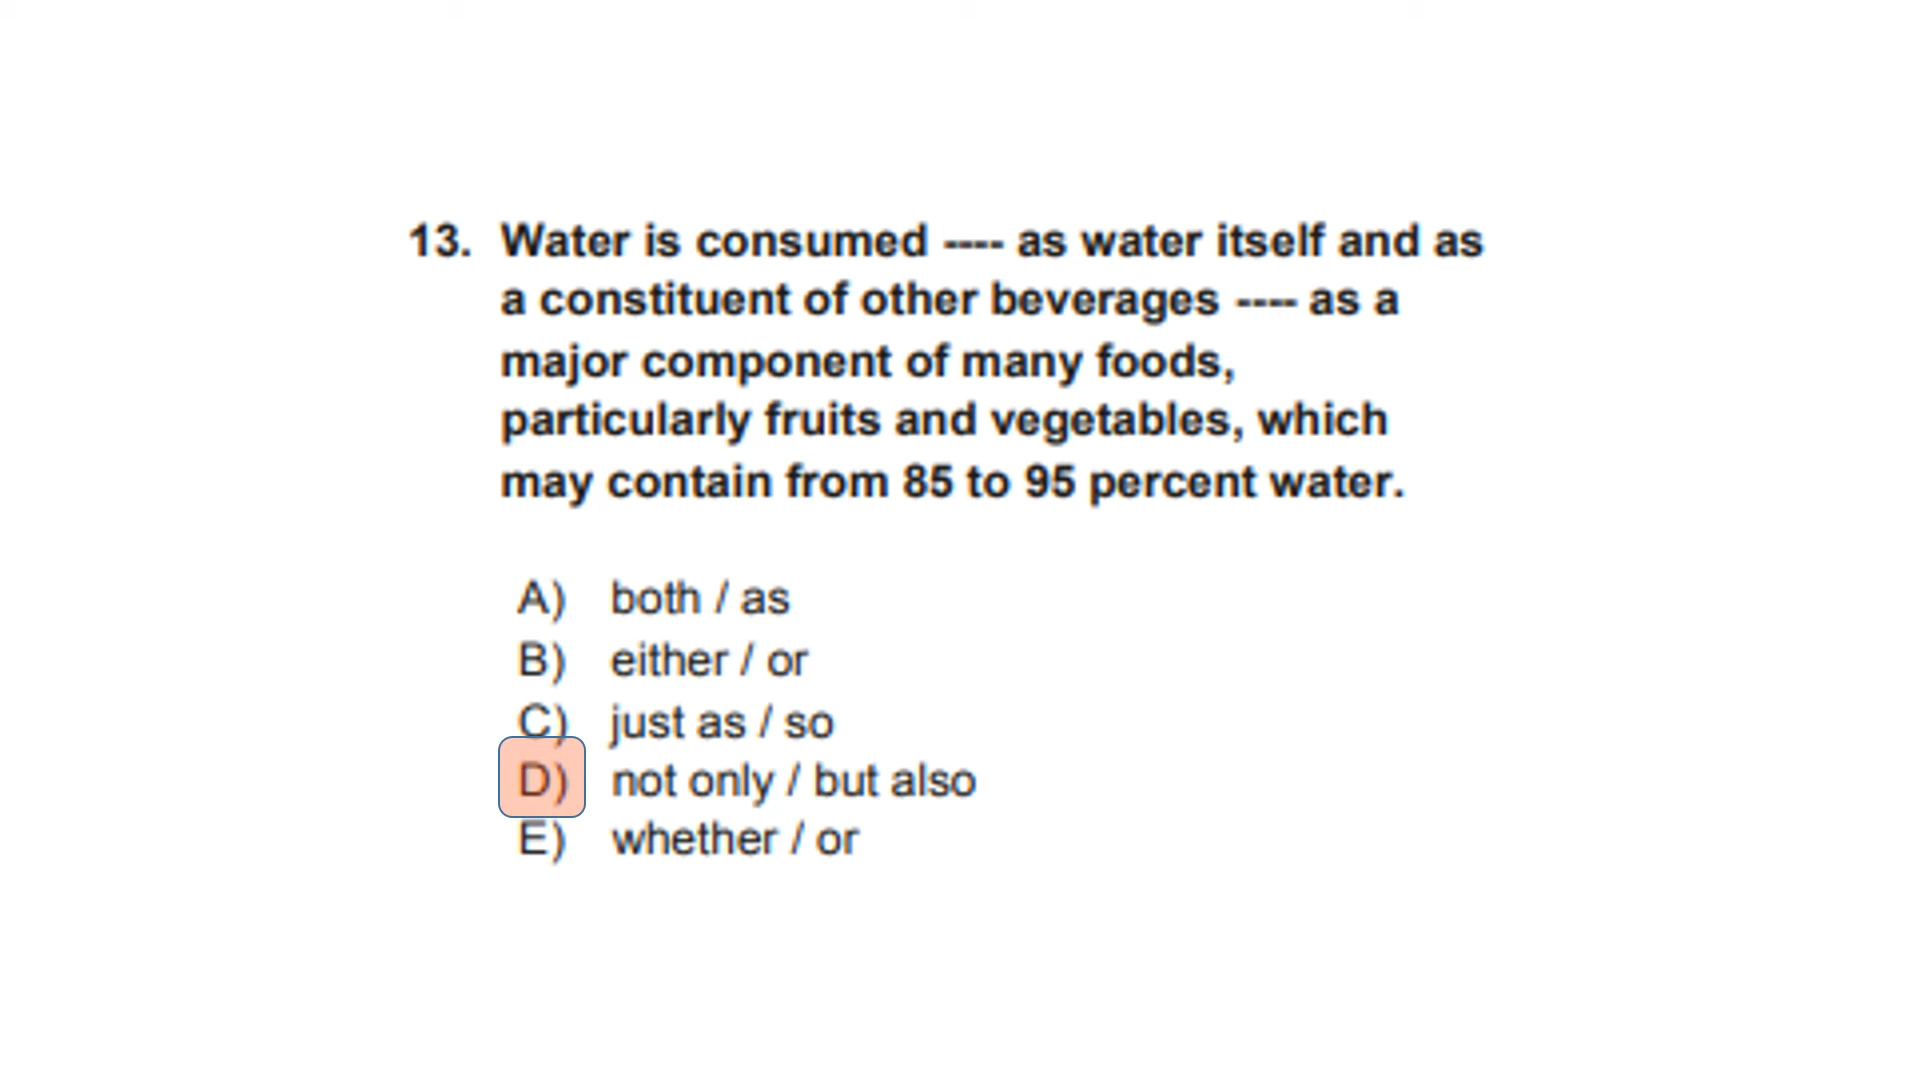 13. Water is consumed ---- as water itself and as
a constituent of other beverages ---- as a
major component of many foods,
particularly fruits and vegetables, which
may contain from 85 to 95 percent water.
A) both / as
B) either / or
C) just as / so
D) not only / but also
E) whether / or